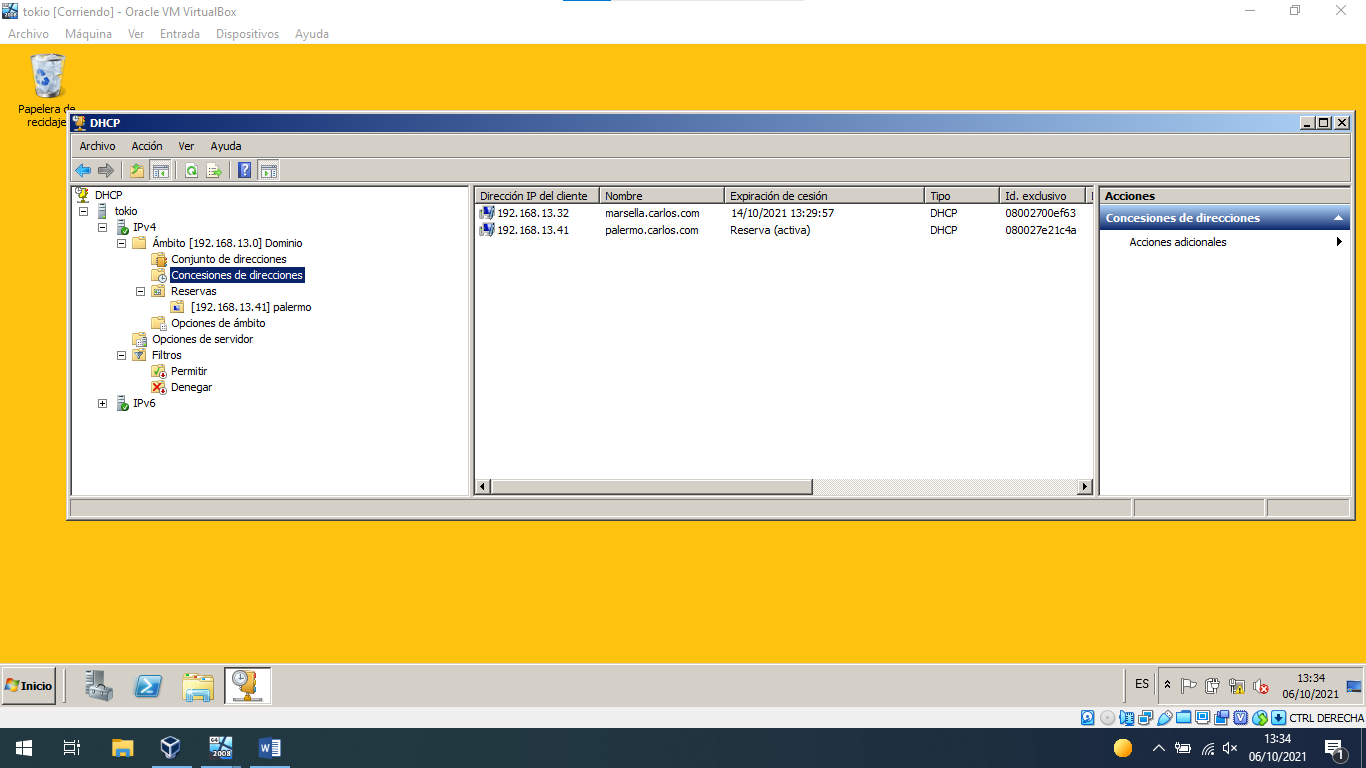 tokio [Corriendo] - Oracle VM VirtualBox
Archivo Máquina Ver Entrada Dispositivos Ayuda
Papelera de
reciclaje
DHCP
Archivo Acción Ver Ayuda
DHCP
tokio
IPv4
Ámbito [192.168.13.0] Dominio
Conjunto de direcciones
Concesiones de direcciones
Reservas
[192.168.13.41] palermo
Opciones de ámbito
Opciones de servidor
Filtros
Permitir
Denegar
IPv6
Dirección IP del cliente Nombre Expiración de cesión Tipo Id. exclusivo
192.168.13.32 marsella.carlos.com 14/10/2021 13:29:57 DHCP 08002700ef63
192.168.13.41 palermo.carlos.com Reserva (activa) DHCP 080027e21c4a
Acciones
Concesiones de direcciones
Acciones adicionales
Inicio
ES
13:34
06/10/2021
CTRL DERECHA
64
2008
13:34
06/10/2021
1